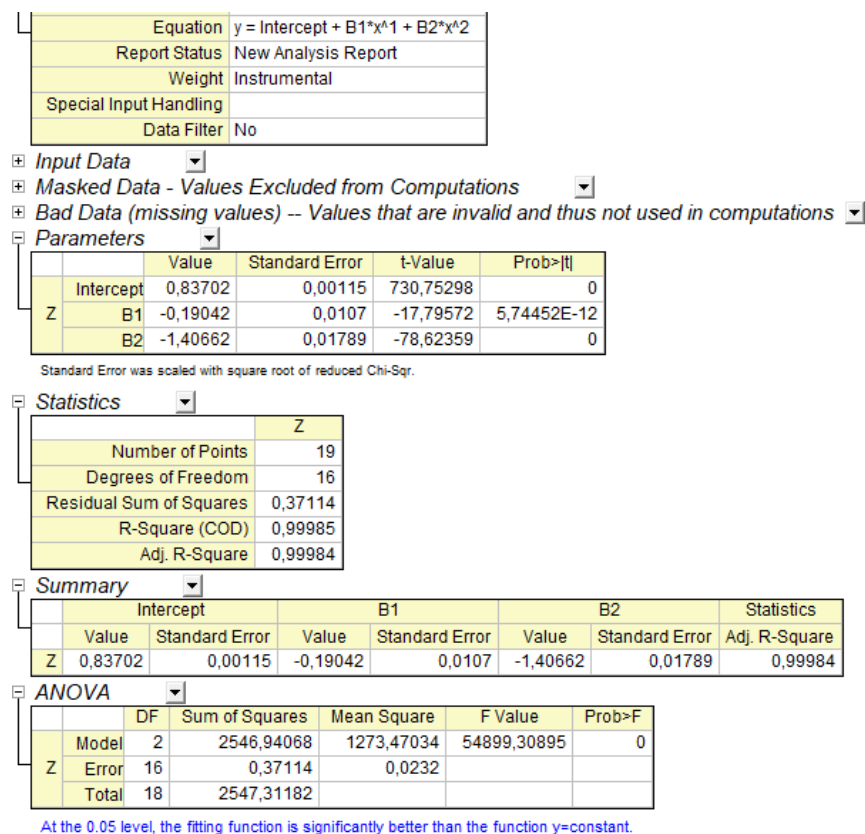 Equation y = Intercept + B1*x^1 + B2*x^2
Report Status New Analysis Report
Weight Instrumental
Special Input Handling
Data Filter No
Input Data
Masked Data - Values Excluded from Computations
Bad Data (missing values) -- Values that are invalid and thus not used in computations
Parameters
Value Standard Error t-Value Prob>|t|
Intercept 0,83702 0,00115 730,75298 0
Z B1 -0,19042 0,0107 -17,79572 5,74452E-12
B2 -1,40662 0,01789 -78,62359 0
Standard Error was scaled with square root of reduced Chi-Sqr.
Statistics
Z
Number of Points 19
Degrees of Freedom 16
Residual Sum of Squares 0,37114
R-Square (COD) 0,99985
Adj. R-Square 0,99984
Summary
Intercept B1 B2 Statistics
Value Standard Error Value Standard Error Value Standard Error Adj. R-Square
Z 0,83702 0,00115 -0,19042 0,0107 -1,40662 0,01789 0,99984
ANOVA
DF Sum of Squares Mean Square F Value Prob>F
Model 2 2546,94068 1273,47034 54899,30895 0
Z Error 16 0,37114 0,0232
Total 18 2547,31182
At the 0.05 level, the fitting function is significantly better than the function y=constant.